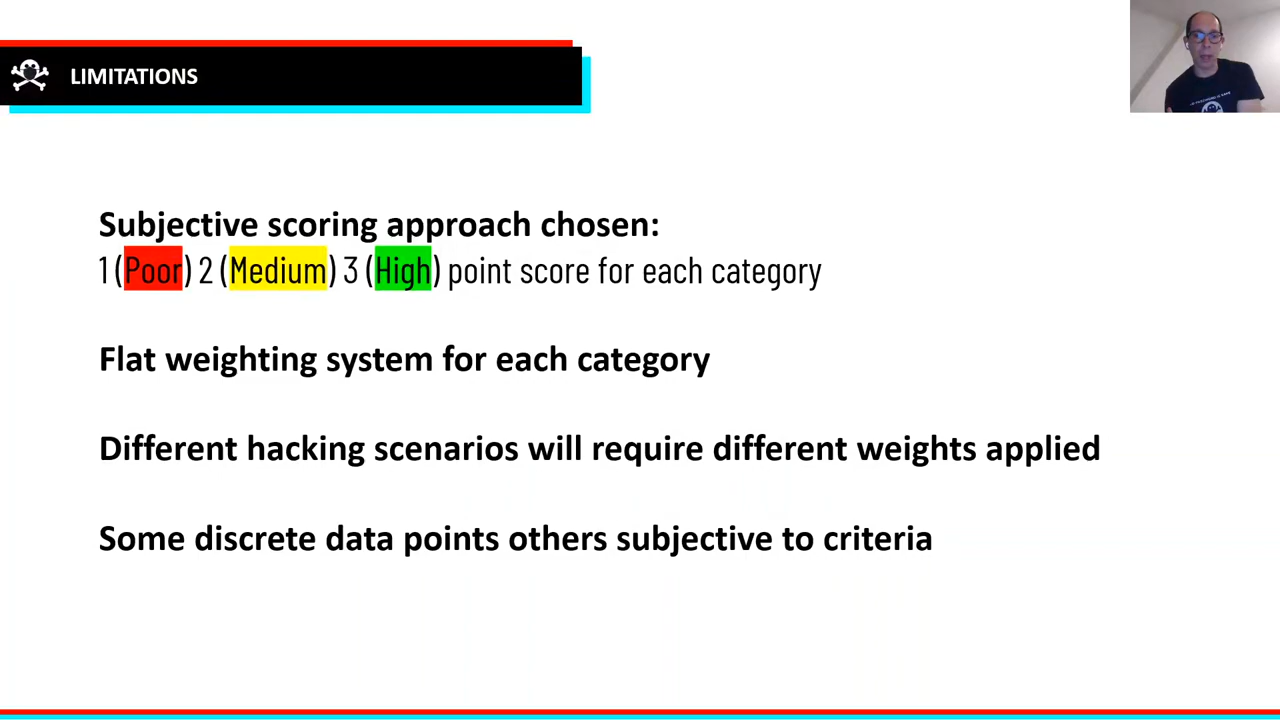 LIMITATIONS
Subjective scoring approach chosen:
1 (Poor) 2 (Medium) 3 (High) point score for each category
Flat weighting system for each category
Different hacking scenarios will require different weights applied
Some discrete data points others subjective to criteria